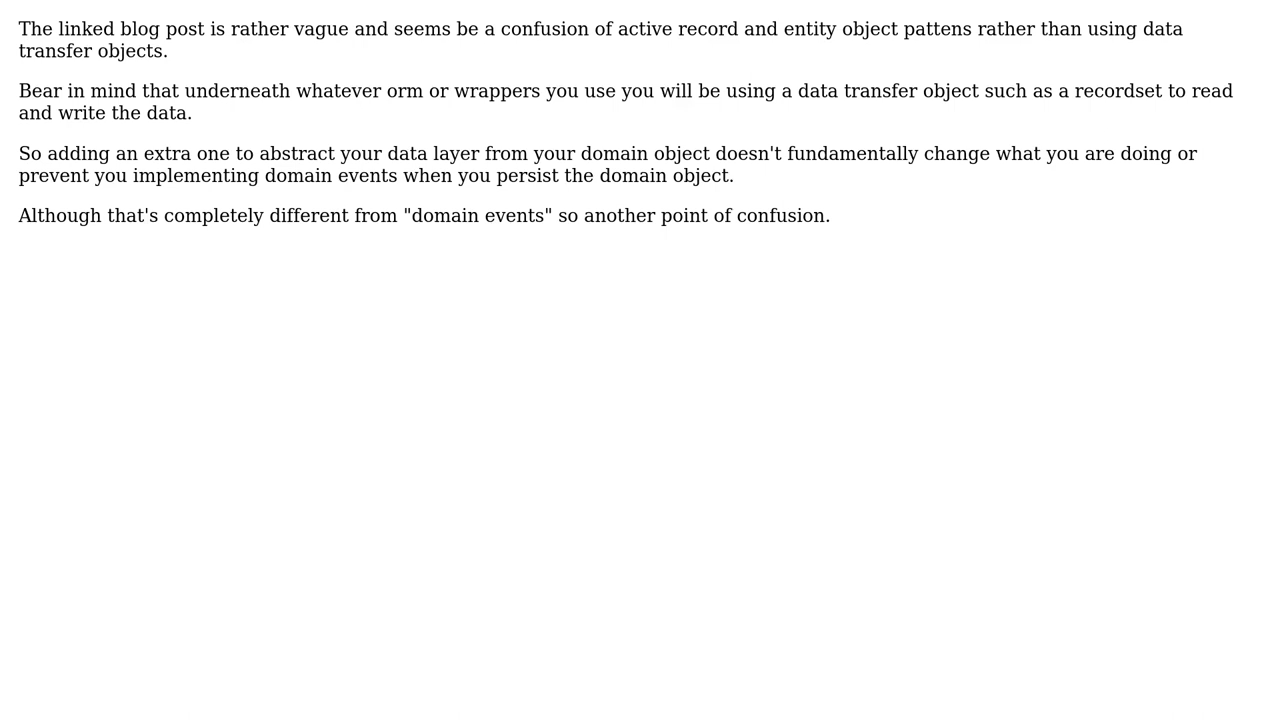 The linked blog post is rather vague and seems be a confusion of active record and entity object pattens rather than using data
transfer objects.
Bear in mind that underneath whatever orm or wrappers you use you will be using a data transfer object such as a recordset to read
and write the data.
So adding an extra one to abstract your data layer from your domain object doesn't fundamentally change what you are doing or
prevent you implementing domain events when you persist the domain object.
Although that's completely different from "domain events" so another point of confusion.